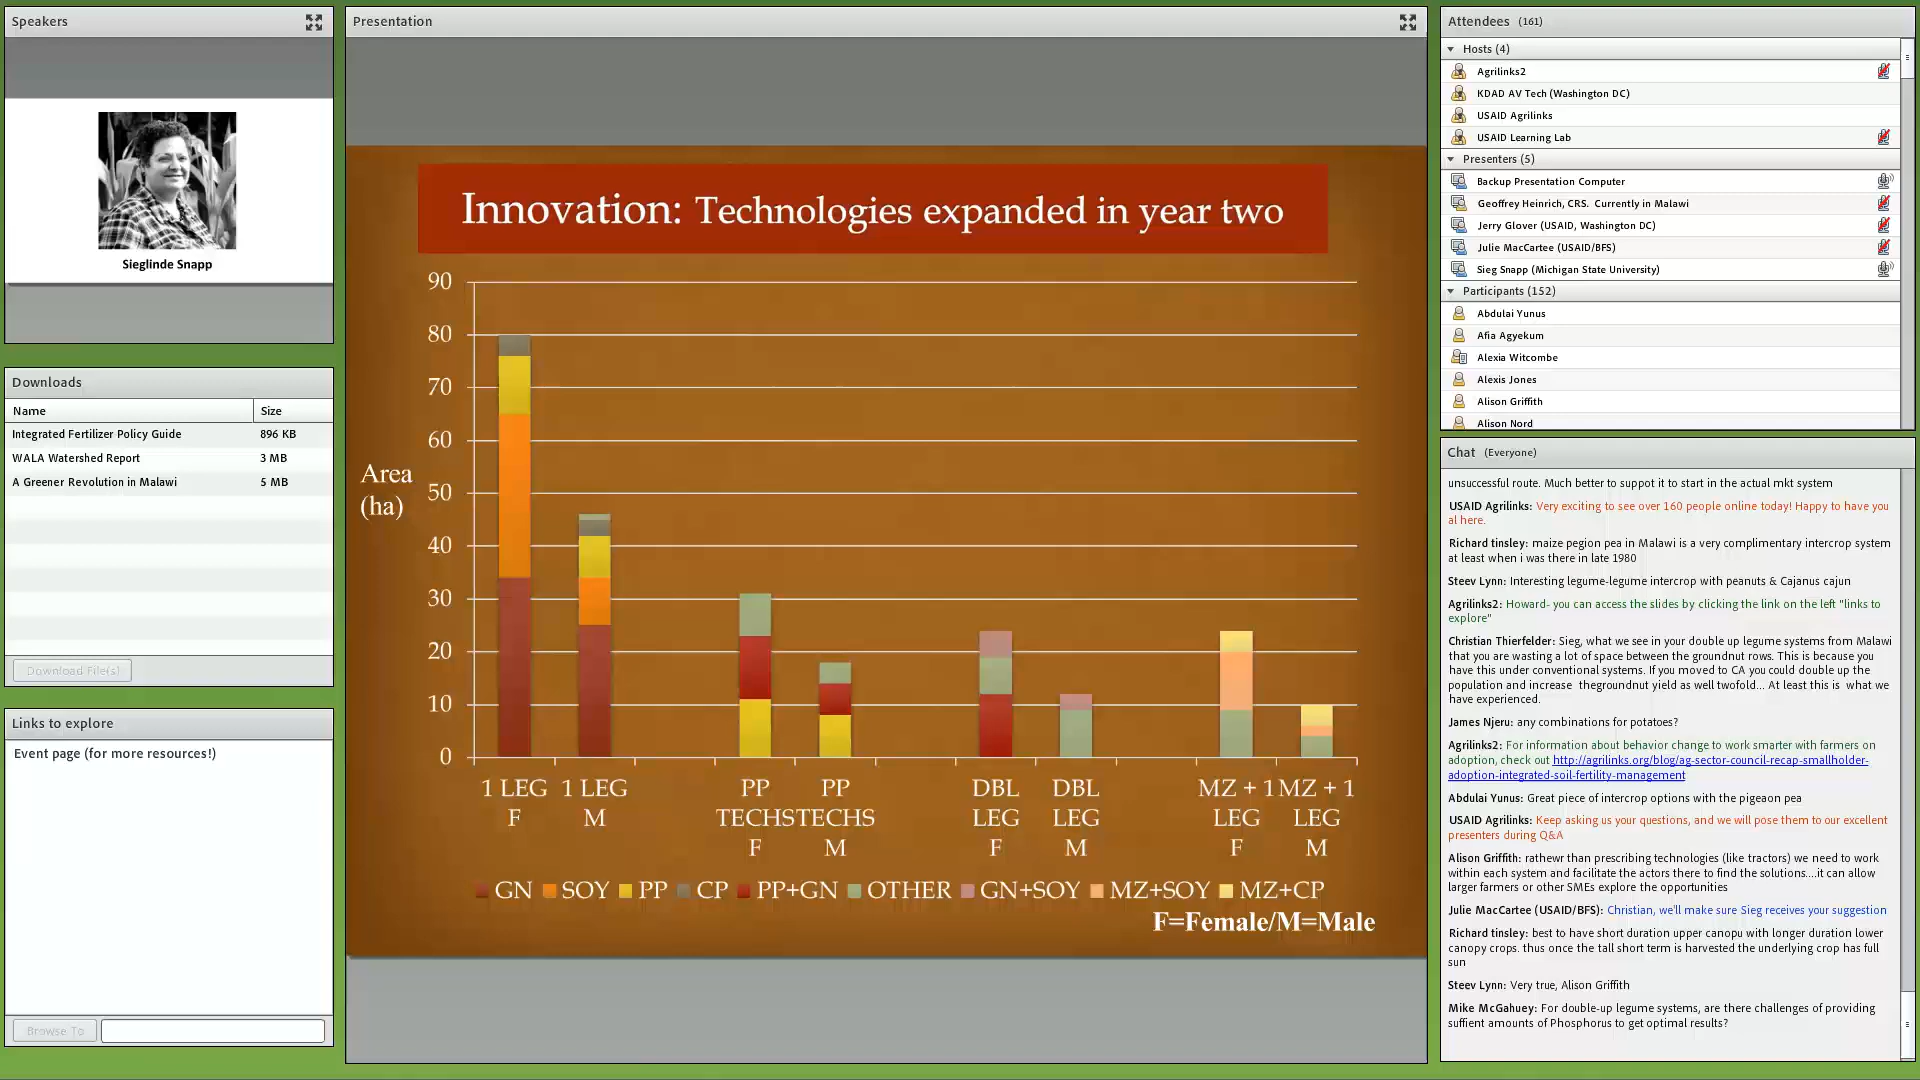 Speakers
Sieglinde Snapp
Downloads
Name Size
Integrated Fertilizer Policy Guide 896 KB
WALA Watershed Report 3 MB
A Greener Revolution in Malawi 5 MB
Download File(s)
Links to explore
Event page (for more resources!)
Browse To
Presentation
Innovation: Technologies expanded in year two
90
80
70
60
50
40
30
20
10
0
Area
(ha)
1 LEG F
1 LEG M
PP TECHS F
PP TECHS M
DBL LEG F
DBL LEG M
MZ + 1 LEG F
MZ + 1 LEG M
GN SOY PP CP PP+GN OTHER GN+SOY MZ+SOY MZ+CP
F=Female/M=Male
Attendees (161)
Hosts (4)
Agrilinks2
KDAD AV Tech (Washington DC)
USAID Agrilinks
USAID Learning Lab
Presenters (5)
Backup Presentation Computer
Geoffrey Heinrich, CRS. Currently in Malawi
Jerry Glover (USAID, Washington DC)
Julie MacCartee (USAID/BFS)
Sieg Snapp (Michigan State University)
Participants (152)
Abdulai Yunus
Afia Agyekum
Alexia Witcombe
Alexis Jones
Alison Griffith
Alison Nord
Chat (Everyone)
unsuccessful route. Much better to suppot it to start in the actual mkt system
USAID Agrilinks: Very exciting to see over 160 people online today! Happy to have you
al here.
Richard tinsley: maize pegion pea in Malawi is a very complimentary intercrop system
at least when i was there in late 1980
Steev Lynn: Interesting legume-legume intercrop with peanuts & Cajanus cajun
Agrilinks2: Howard- you can access the slides by clicking the link on the left "links to
explore"
Christian Thierfelder: Sieg, what we see in your double up legume systems from Malawi
that you are wasting a lot of space between the groundnut rows. This is because you
have this under conventional systems. If you moved to CA you could double up the
population and increase thegroundnut yield as well twofold... At least this is what we
have experienced.
James Njeru: any combinations for potatoes?
Agrilinks2: For information about behavior change to work smarter with farmers on
adoption, check out http://agrilinks.org/blog/ag-sector-council-recap-smallholder-
adoption-integrated-soil-fertility-management
Abdulai Yunus: Great piece of intercrop options with the pigeaon pea
USAID Agrilinks: Keep asking us your questions, and we will pose them to our excellent
presenters during Q&A
Alison Griffith: rathewr than prescribing technologies (like tractors) we need to work
within each system and facilitate the actors there to find the solutions....it can allow
larger farmers or other SMEs explore the opportunities
Julie MacCartee (USAID/BFS): Christian, we'll make sure Sieg receives your suggestion
Richard tinsley: best to have short duration upper canopu with longer duration lower
canopy crops. thus once the tall short term is harvested the underlying crop has full
sun
Steev Lynn: Very true, Alison Griffith
Mike McGahuey: For double-up legume systems, are there challenges of providing
suffient amounts of Phosphorus to get optimal results?